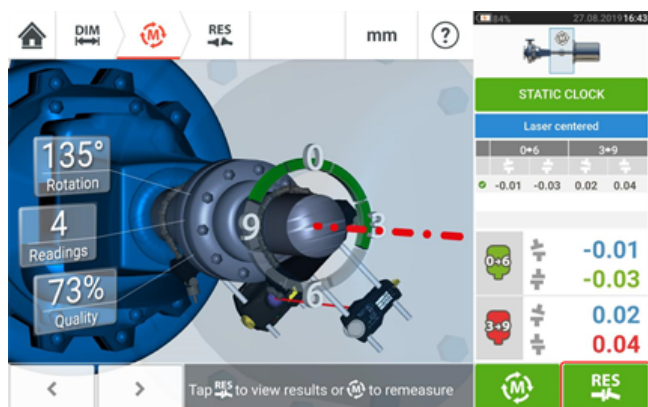 DIM
M
RES
mm
?
84%
27.08.2019 16:43
STATIC CLOCK
Laser centered
0→6 3→9
-0.01 -0.03 0.02 0.04
135°
Rotation
4
Readings
73%
Quality
0
9
3
6
0→6
-0.01
-0.03
3→9
0.02
0.04
Tap RES to view results or M to remeasure
M
RES